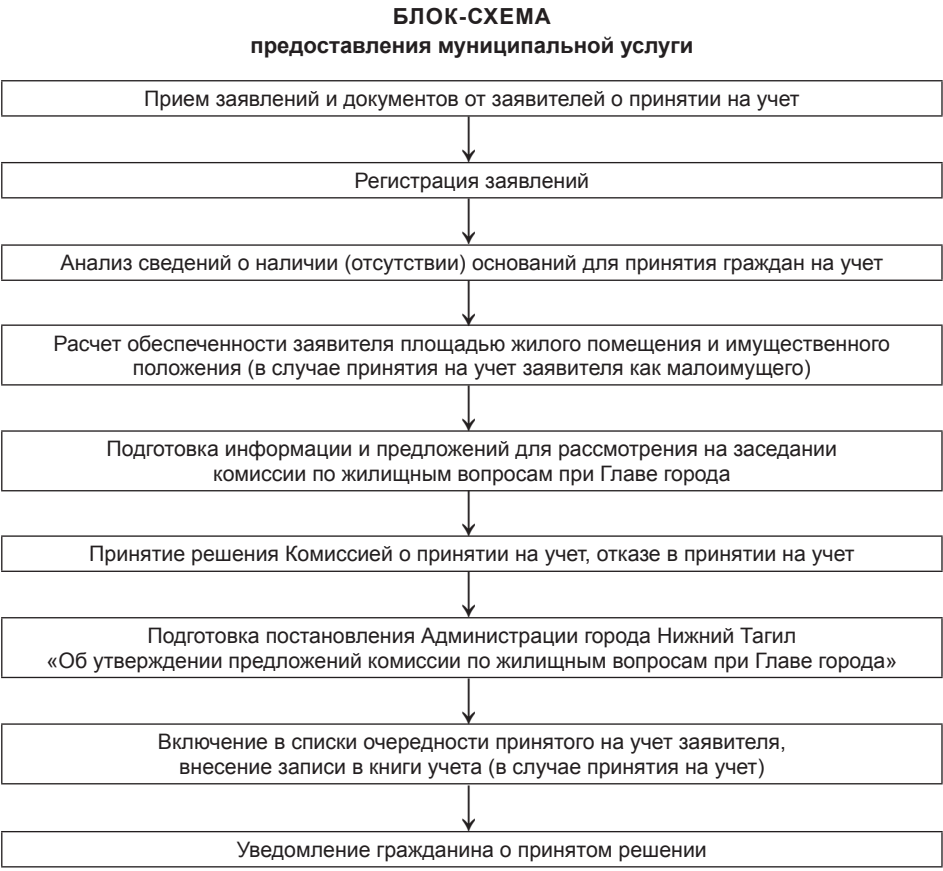 БЛОК-СХЕМА
предоставления муниципальной услуги
Прием заявлений и документов от заявителей о принятии на учет
Регистрация заявлений
Анализ сведений о наличии (отсутствии) оснований для принятия граждан на учет
Расчет обеспеченности заявителя площадью жилого помещения и имущественного
положения (в случае принятия на учет заявителя как малоимущего)
Подготовка информации и предложений для рассмотрения на заседании
комиссии по жилищным вопросам при Главе города
Принятие решения Комиссией о принятии на учет, отказе в принятии на учет
Подготовка постановления Администрации города Нижний Тагил
«Об утверждении предложений комиссии по жилищным вопросам при Главе города»
Включение в списки очередности принятого на учет заявителя,
внесение записи в книги учета (в случае принятия на учет)
Уведомление гражданина о принятом решении